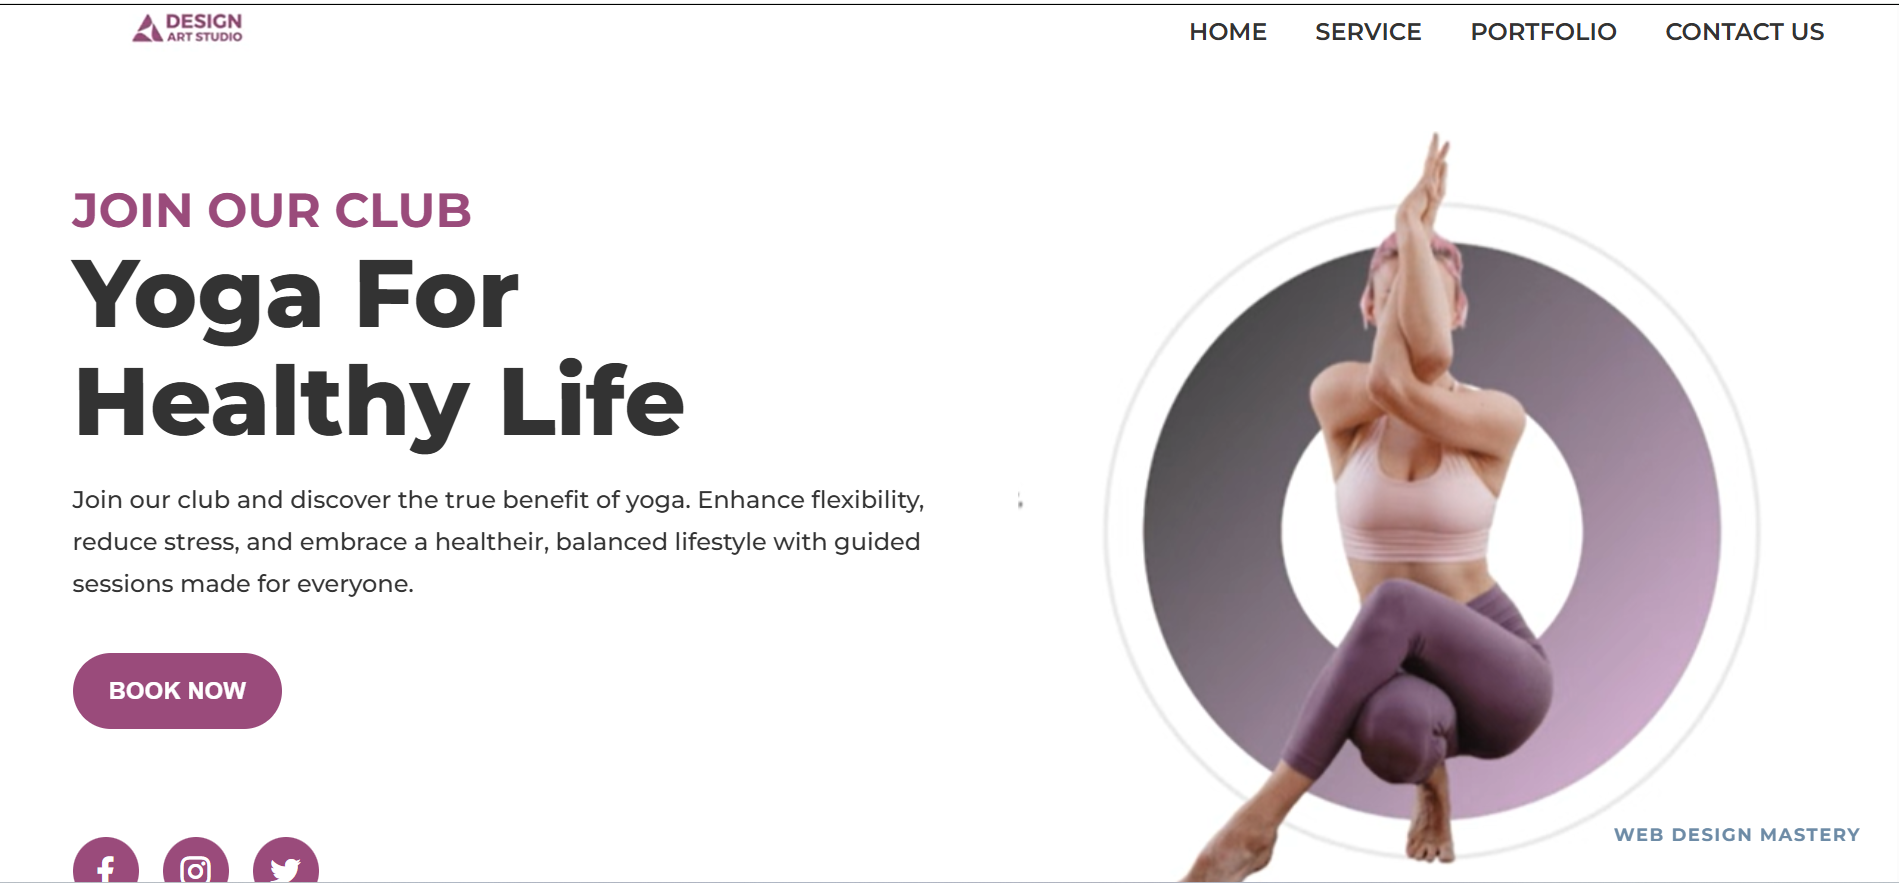 DESIGN
ART STUDIO
HOME SERVICE PORTFOLIO CONTACT US
JOIN OUR CLUB
Yoga For
Healthy Life
Join our club and discover the true benefit of yoga. Enhance flexibility,
reduce stress, and embrace a healtheir, balanced lifestyle with guided
sessions made for everyone.
BOOK NOW
WEB DESIGN MASTERY